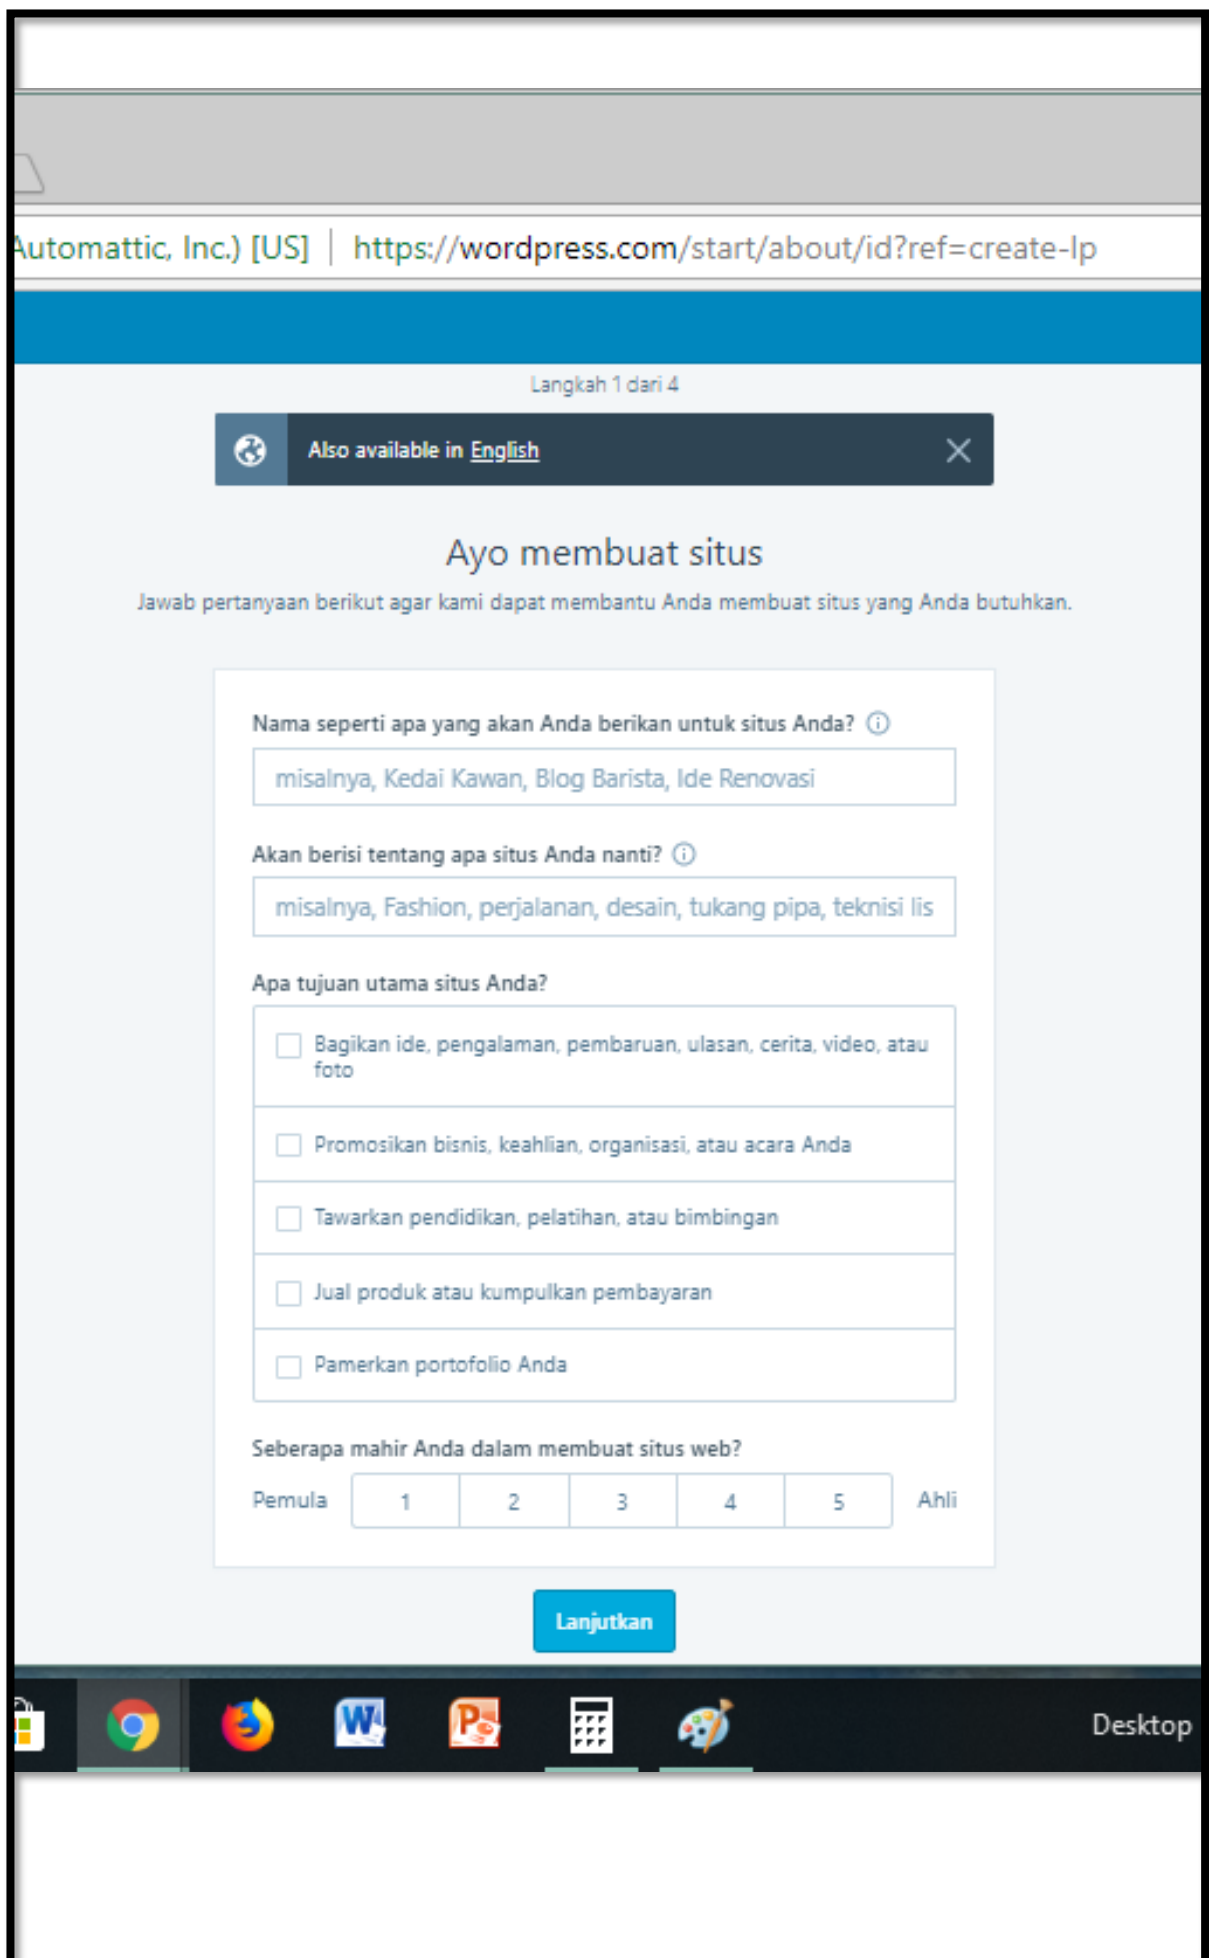 Automattic, Inc.) [US] | https://wordpress.com/start/about/id?ref=create-lp
Langkah 1 dari 4
Also available in English
Ayo membuat situs
Jawab pertanyaan berikut agar kami dapat membantu Anda membuat situs yang Anda butuhkan.
Nama seperti apa yang akan Anda berikan untuk situs Anda?
misalnya, Kedai Kawan, Blog Barista, Ide Renovasi
Akan berisi tentang apa situs Anda nanti?
misalnya, Fashion, perjalanan, desain, tukang pipa, teknisi lis
Apa tujuan utama situs Anda?
Bagikan ide, pengalaman, pembaruan, ulasan, cerita, video, atau
foto
Promosikan bisnis, keahlian, organisasi, atau acara Anda
Tawarkan pendidikan, pelatihan, atau bimbingan
Jual produk atau kumpulkan pembayaran
Pamerkan portofolio Anda
Seberapa mahir Anda dalam membuat situs web?
Pemula 1 2 3 4 5 Ahli
Lanjutkan
Desktop